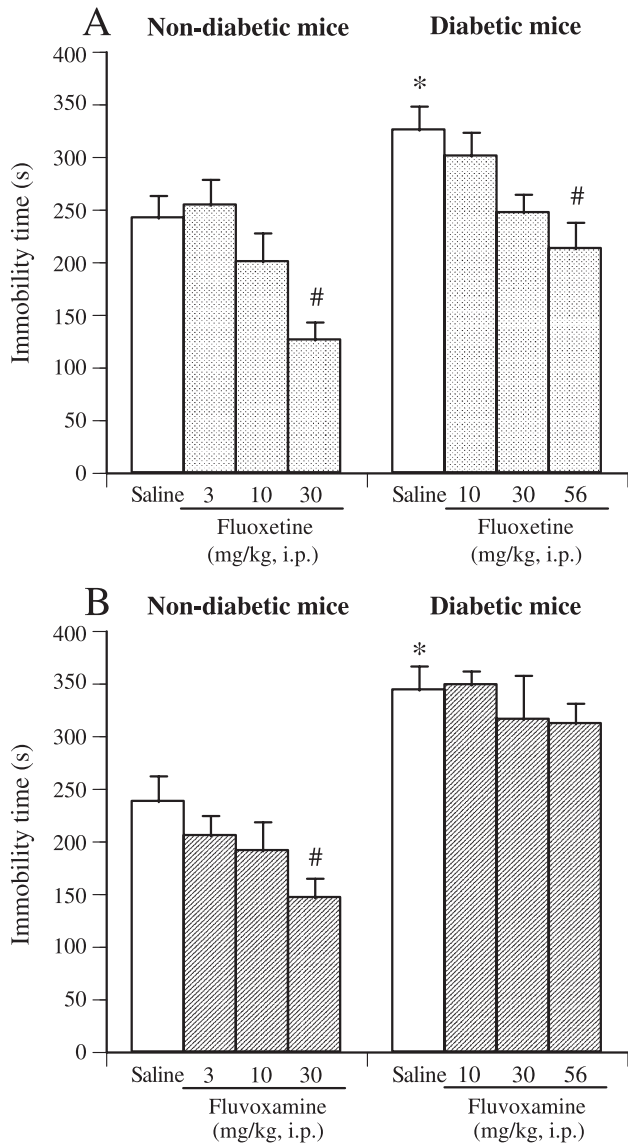 A
Non-diabetic mice Diabetic mice
400
350
300
250
200
150
100
50
0
Immobility time (s)
#
*
#
Saline 3 10 30 Saline 10 30 56
Fluoxetine Fluoxetine
(mg/kg, i.p.) (mg/kg, i.p.)
B
Non-diabetic mice Diabetic mice
400
350
300
250
200
150
100
50
0
Immobility time (s)
#
*
Saline 3 10 30 Saline 10 30 56
Fluvoxamine Fluvoxamine
(mg/kg, i.p.) (mg/kg, i.p.)